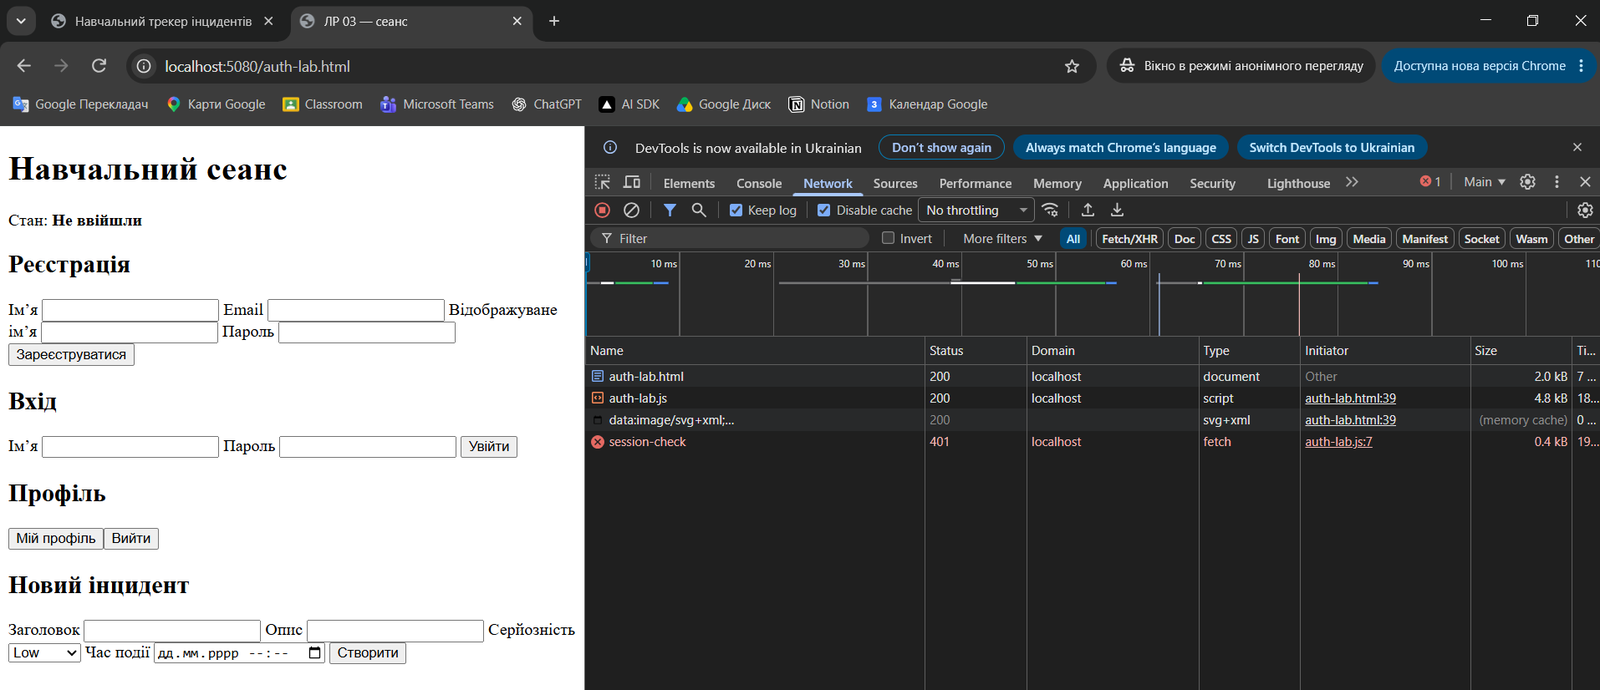 Навчальний трекер інцидентів
ЛР 03 — сеанс
localhost:5080/auth-lab.html
Вікно в режимі анонімного перегляду
Доступна нова версія Chrome
Google Перекладач
Карти Google
Classroom
Microsoft Teams
ChatGPT
AI SDK
Google Диск
Notion
3
Календар Google
Навчальний сеанс
Стан: Не ввійшли
Реєстрація
Ім’я
Email
Відображуване
ім’я
Пароль
Зареєструватися
Вхід
Ім’я
Пароль
Увійти
Профіль
Мій профіль
Вийти
Новий інцидент
Заголовок
Опис
Серйозність
Low
Час події
дд.мм.рррр --:--
Створити
DevTools is now available in Ukrainian
Don't show again
Always match Chrome's language
Switch DevTools to Ukrainian
Elements
Console
Network
Sources
Performance
Memory
Application
Security
Lighthouse
1
Main
Keep log
Disable cache
No throttling
Filter
Invert
More filters
All
Fetch/XHR
Doc
CSS
JS
Font
Img
Media
Manifest
Socket
Wasm
Other
10 ms
20 ms
30 ms
40 ms
50 ms
60 ms
70 ms
80 ms
90 ms
100 ms
110
Name Status Domain Type Initiator Size Ti...
auth-lab.html 200 localhost document Other 2.0 kB 7 ...
auth-lab.js 200 localhost script auth-lab.html:39 4.8 kB 18...
data:image/svg+xml;... 200 svg+xml auth-lab.html:39 (memory cache) 0 ...
session-check 401 localhost fetch auth-lab.js:7 0.4 kB 19...